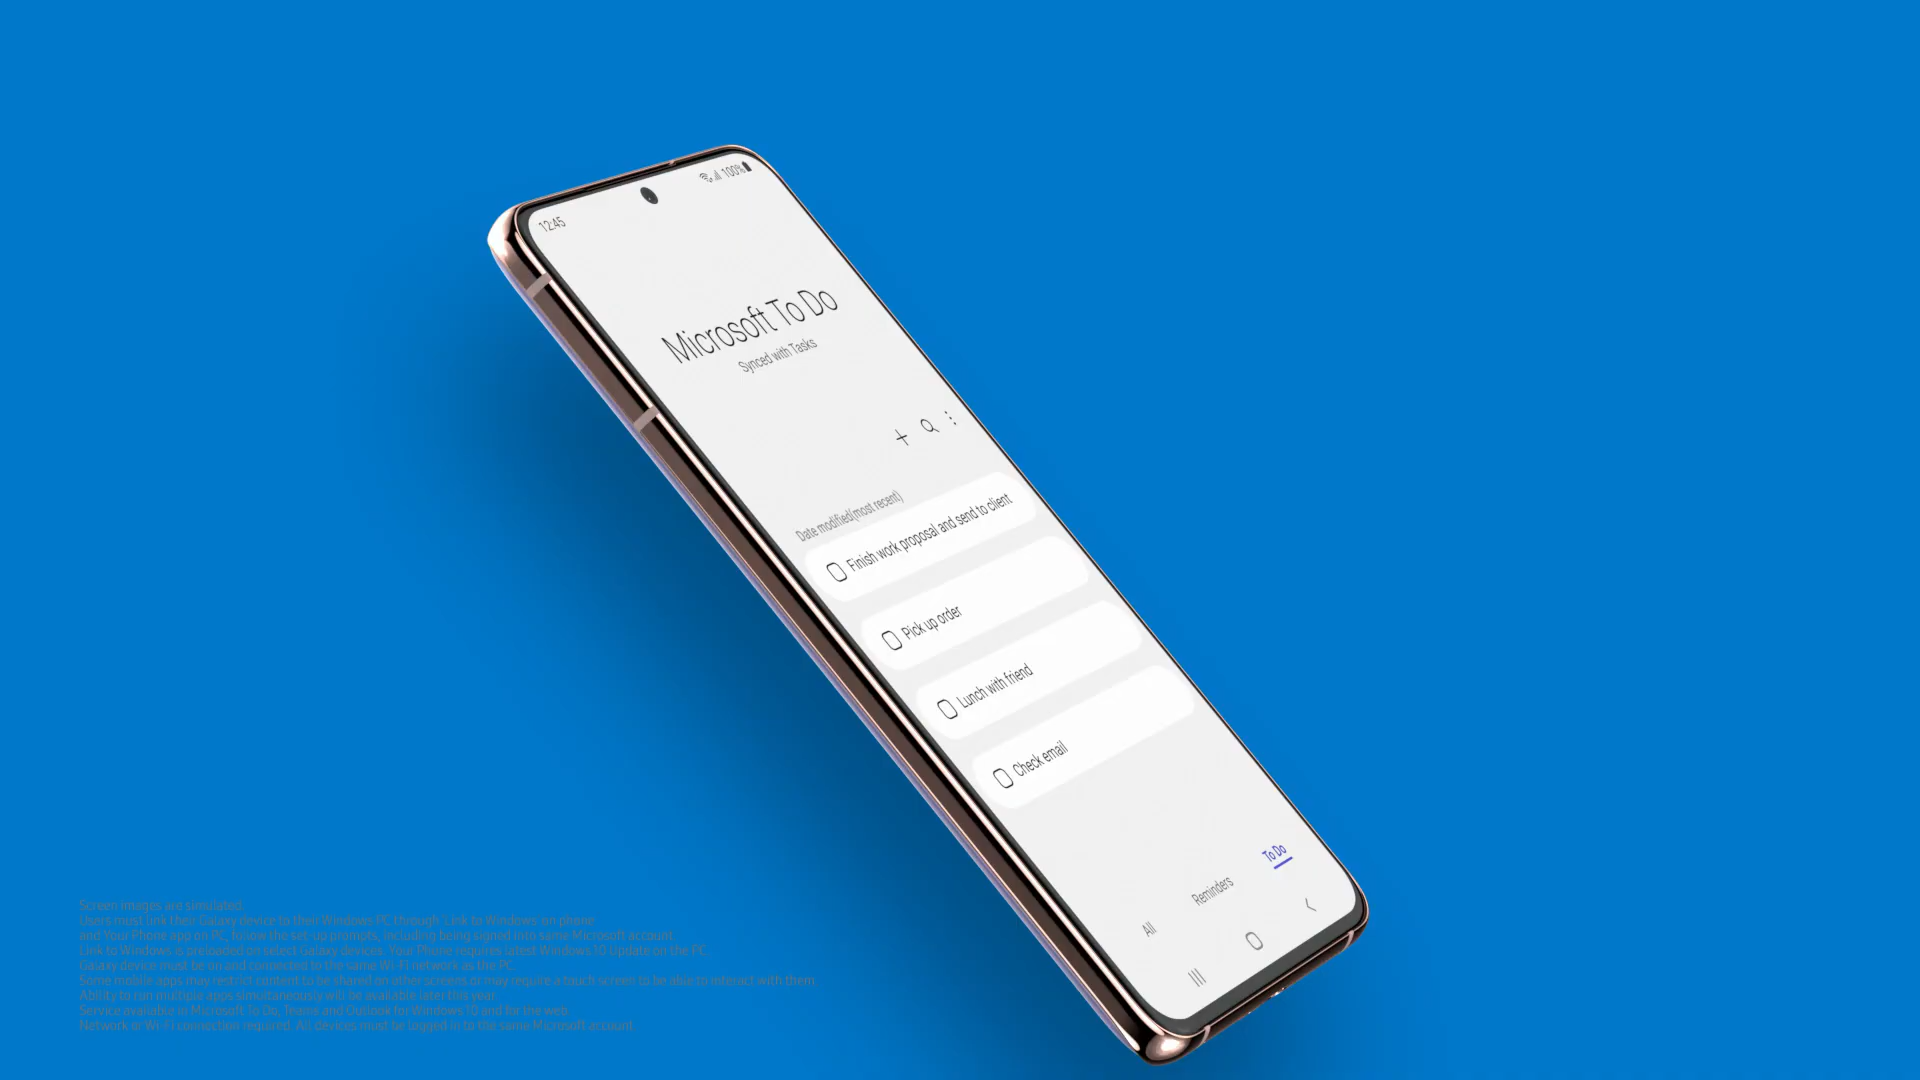 12:45
100%
Microsoft To Do
Synced with Tasks
Date modified(most recent)
Finish work proposal and send to client
Pick up order
Lunch with friend
Check email
All
Reminders
To Do
Screen images are simulated.
Users must link their Galaxy device to their Windows PC through 'Link to Windows' on phone
and Your Phone app on PC, follow the set-up prompts, including being signed into same Microsoft account.
Link to Windows is preloaded on select Galaxy devices. Your Phone requires latest Windows 10 update on the PC.
Galaxy device must be on and connected to the same Wi-Fi network as the PC.
Some mobile apps may restrict content to be shared on other screens or may require a touch screen to be able to interact with them.
Ability to run multiple apps simultaneously will be available later this year.
Service available in Microsoft To Do, Teams and Outlook for Windows 10 and for the web.
Network or Wi-Fi connection required. All devices must be logged in to the same Microsoft account.